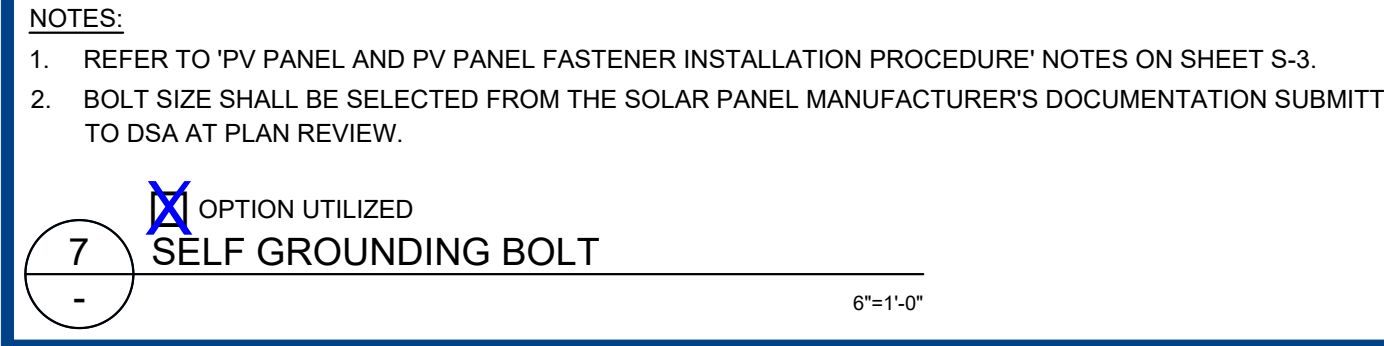 NOTES:
1. REFER TO 'PV PANEL AND PV PANEL FASTENER INSTALLATION PROCEDURE' NOTES ON SHEET S-3.
2. BOLT SIZE SHALL BE SELECTED FROM THE SOLAR PANEL MANUFACTURER'S DOCUMENTATION SUBMITT
TO DSA AT PLAN REVIEW.
X OPTION UTILIZED
7 SELF GROUNDING BOLT
- 6"=1'-0"